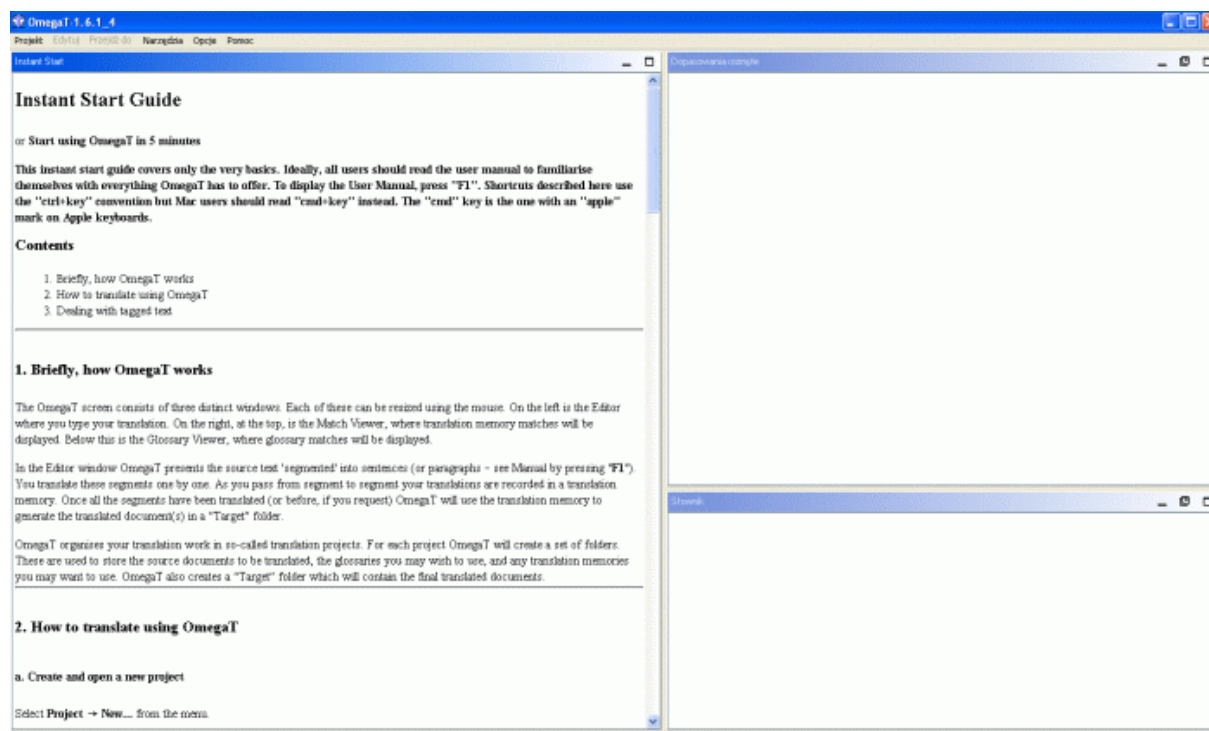 OmegaT-1.6.1_4
Projekt Edytuj Przejdź do Narzędzia Opcje Pomoc
Instant Start
Dopasowania rozmyte
Instant Start Guide
or Start using OmegaT in 5 minutes
This instant start guide covers only the very basics. Ideally, all users should read the user manual to familiarise
themselves with everything OmegaT has to offer. To display the User Manual, press "F1". Shortcuts described here use
the "ctrl+key" convention but Mac users should read "cmd+key" instead. The "cmd" key is the one with an "apple"
mark on Apple keyboards.
Contents
1. Briefly, how OmegaT works
2. How to translate using OmegaT
3. Dealing with tagged text
1. Briefly, how OmegaT works
The OmegaT screen consists of three distinct windows. Each of these can be resized using the mouse. On the left is the Editor
where you type your translation. On the right, at the top, is the Match Viewer, where translation memory matches will be
displayed. Below this is the Glossary Viewer, where glossary matches will be displayed.
In the Editor window OmegaT presents the source text 'segmented' into sentences (or paragraphs - see Manual by pressing "F1").
You translate these segments one by one. As you pass from segment to segment your translations are recorded in a translation
memory. Once all the segments have been translated (or before, if you request) OmegaT will use the translation memory to
generate the translated document(s) in a "Target" folder.
OmegaT organises your translation work in so-called translation projects. For each project OmegaT will create a set of folders.
These are used to store the source documents to be translated, the glossaries you may wish to use, and any translation memories
you may want to use. OmegaT also creates a "Target" folder which will contain the final translated documents.
2. How to translate using OmegaT
a. Create and open a new project
Select Project → New... from the menu
Słownik